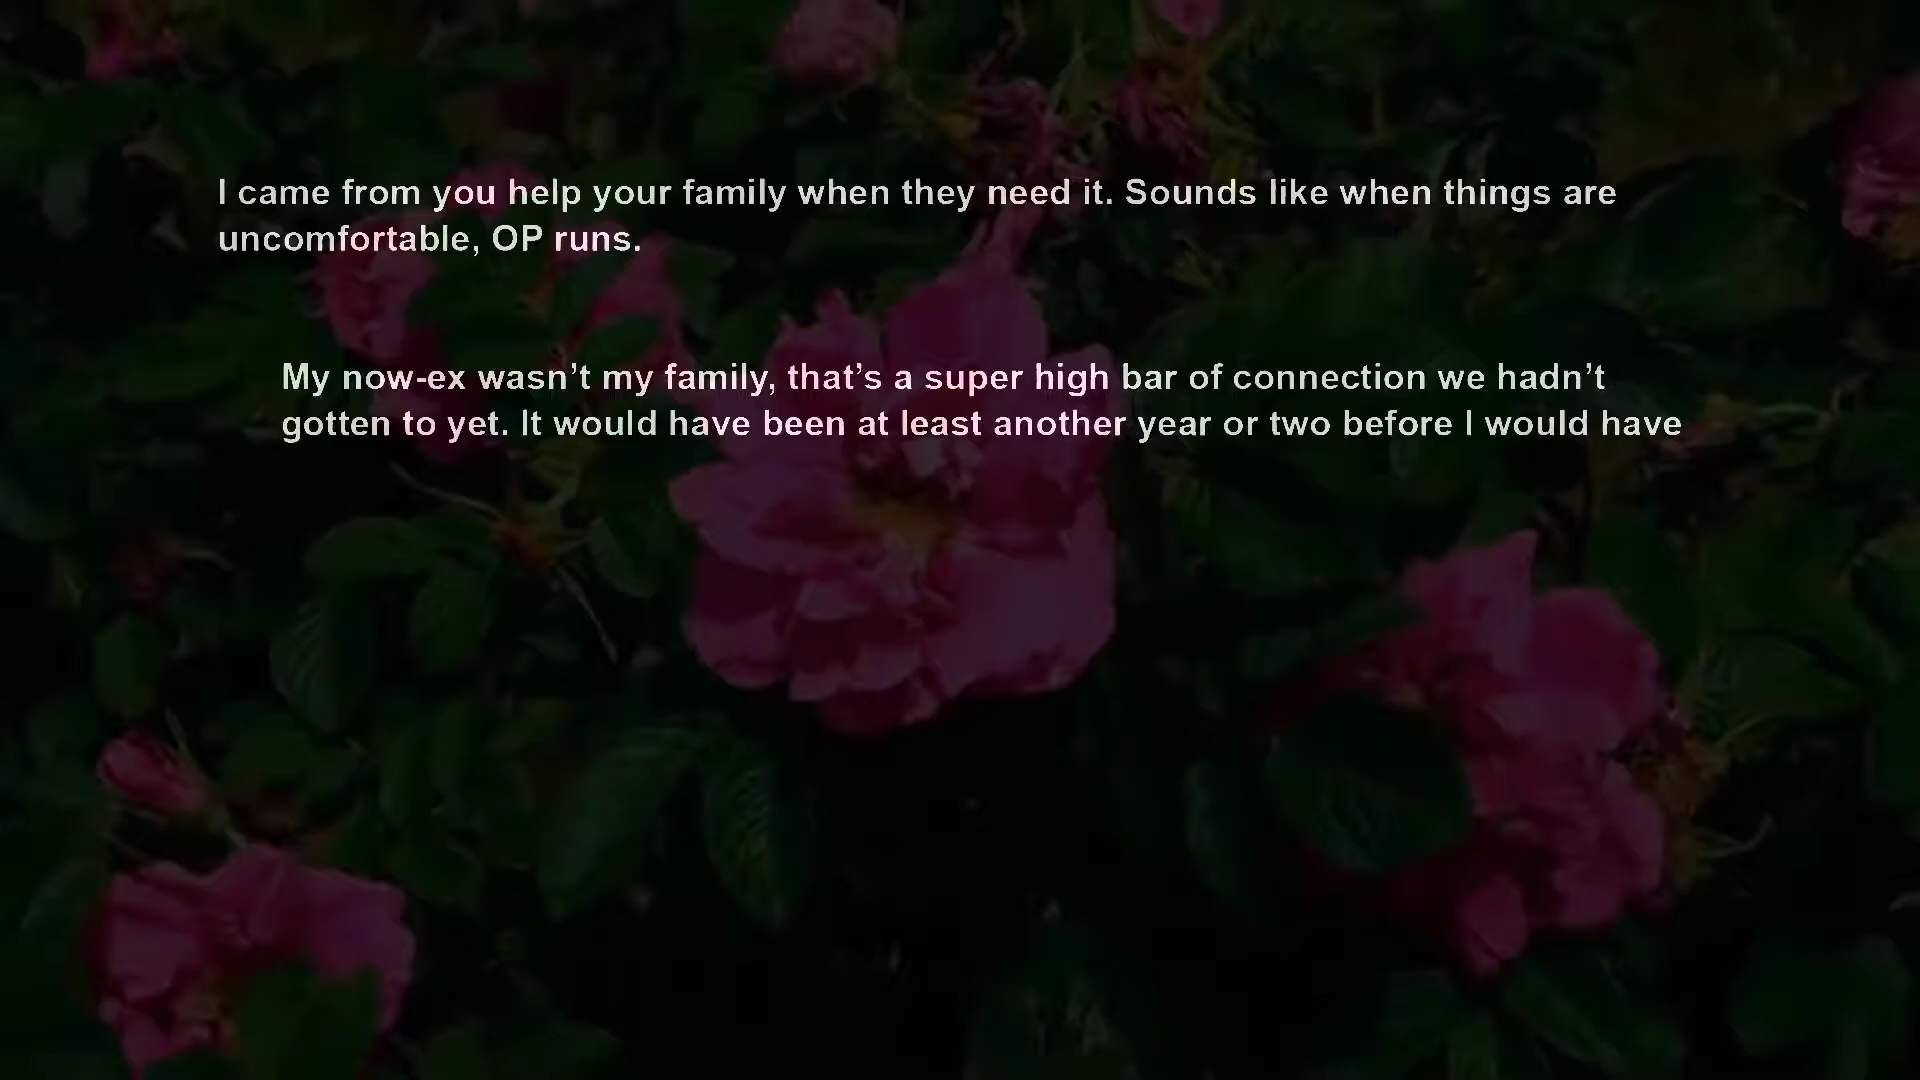 I came from you help your family when they need it. Sounds like when things are
uncomfortable, OP runs.
My now-ex wasn’t my family, that’s a super high bar of connection we hadn’t
gotten to yet. It would have been at least another year or two before I would have